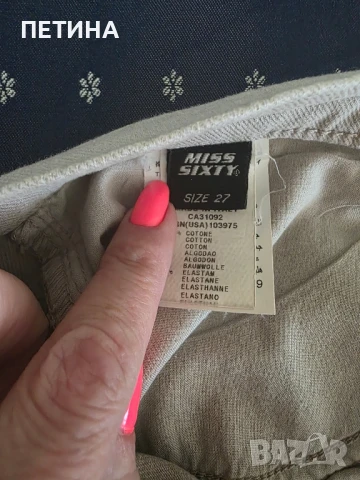 ПЕТИНА
MISS
SIXTY
SIZE 27
CA31092
RN(USA)103975
COTONE
COTTON
COTON
ALGODAO
ALGODON
BAUMWOLLE
ELASTAM
ELASTANE
ELASTHANNE
ELASTANO
BAZAR